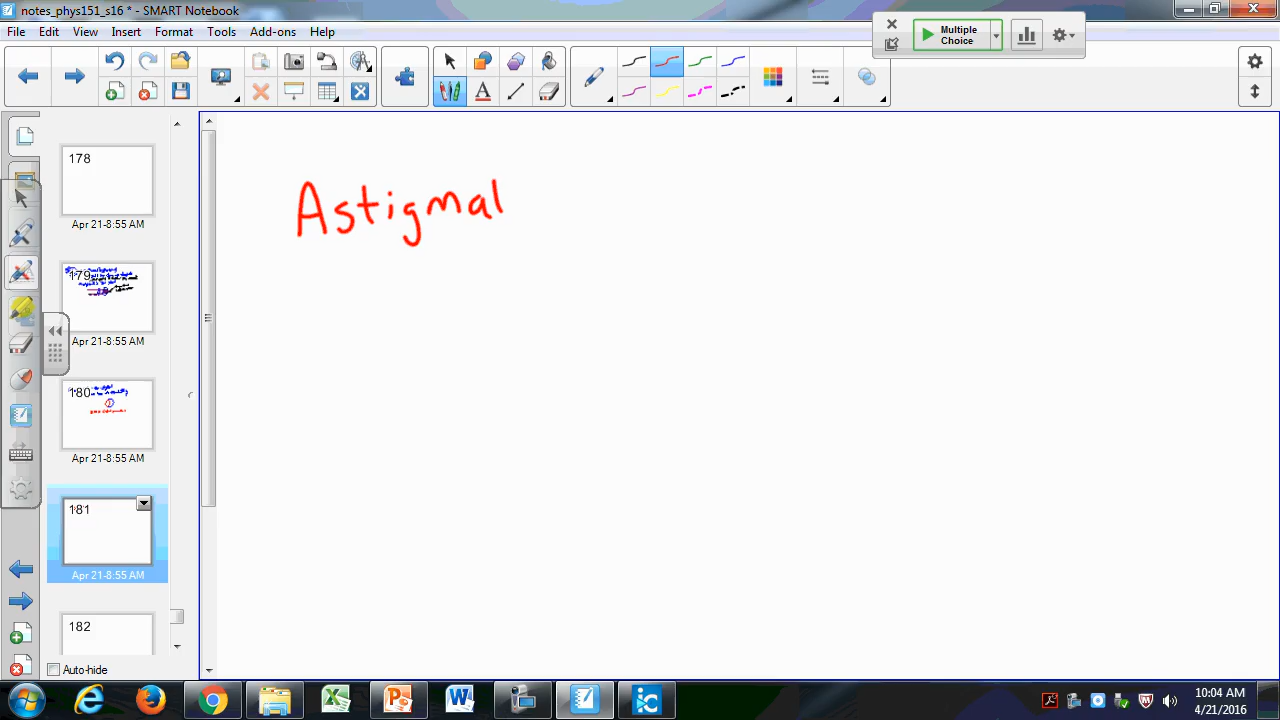 notes_phys151_s16 * - SMART Notebook
File Edit View Insert Format Tools Add-ons Help
Multiple
Choice
178
Apr 21-8:55 AM
179
Apr 21-8:55 AM
180
Apr 21-8:55 AM
181
Apr 21-8:55 AM
182
Auto-hide
Astigmal
10:04 AM
4/21/2016